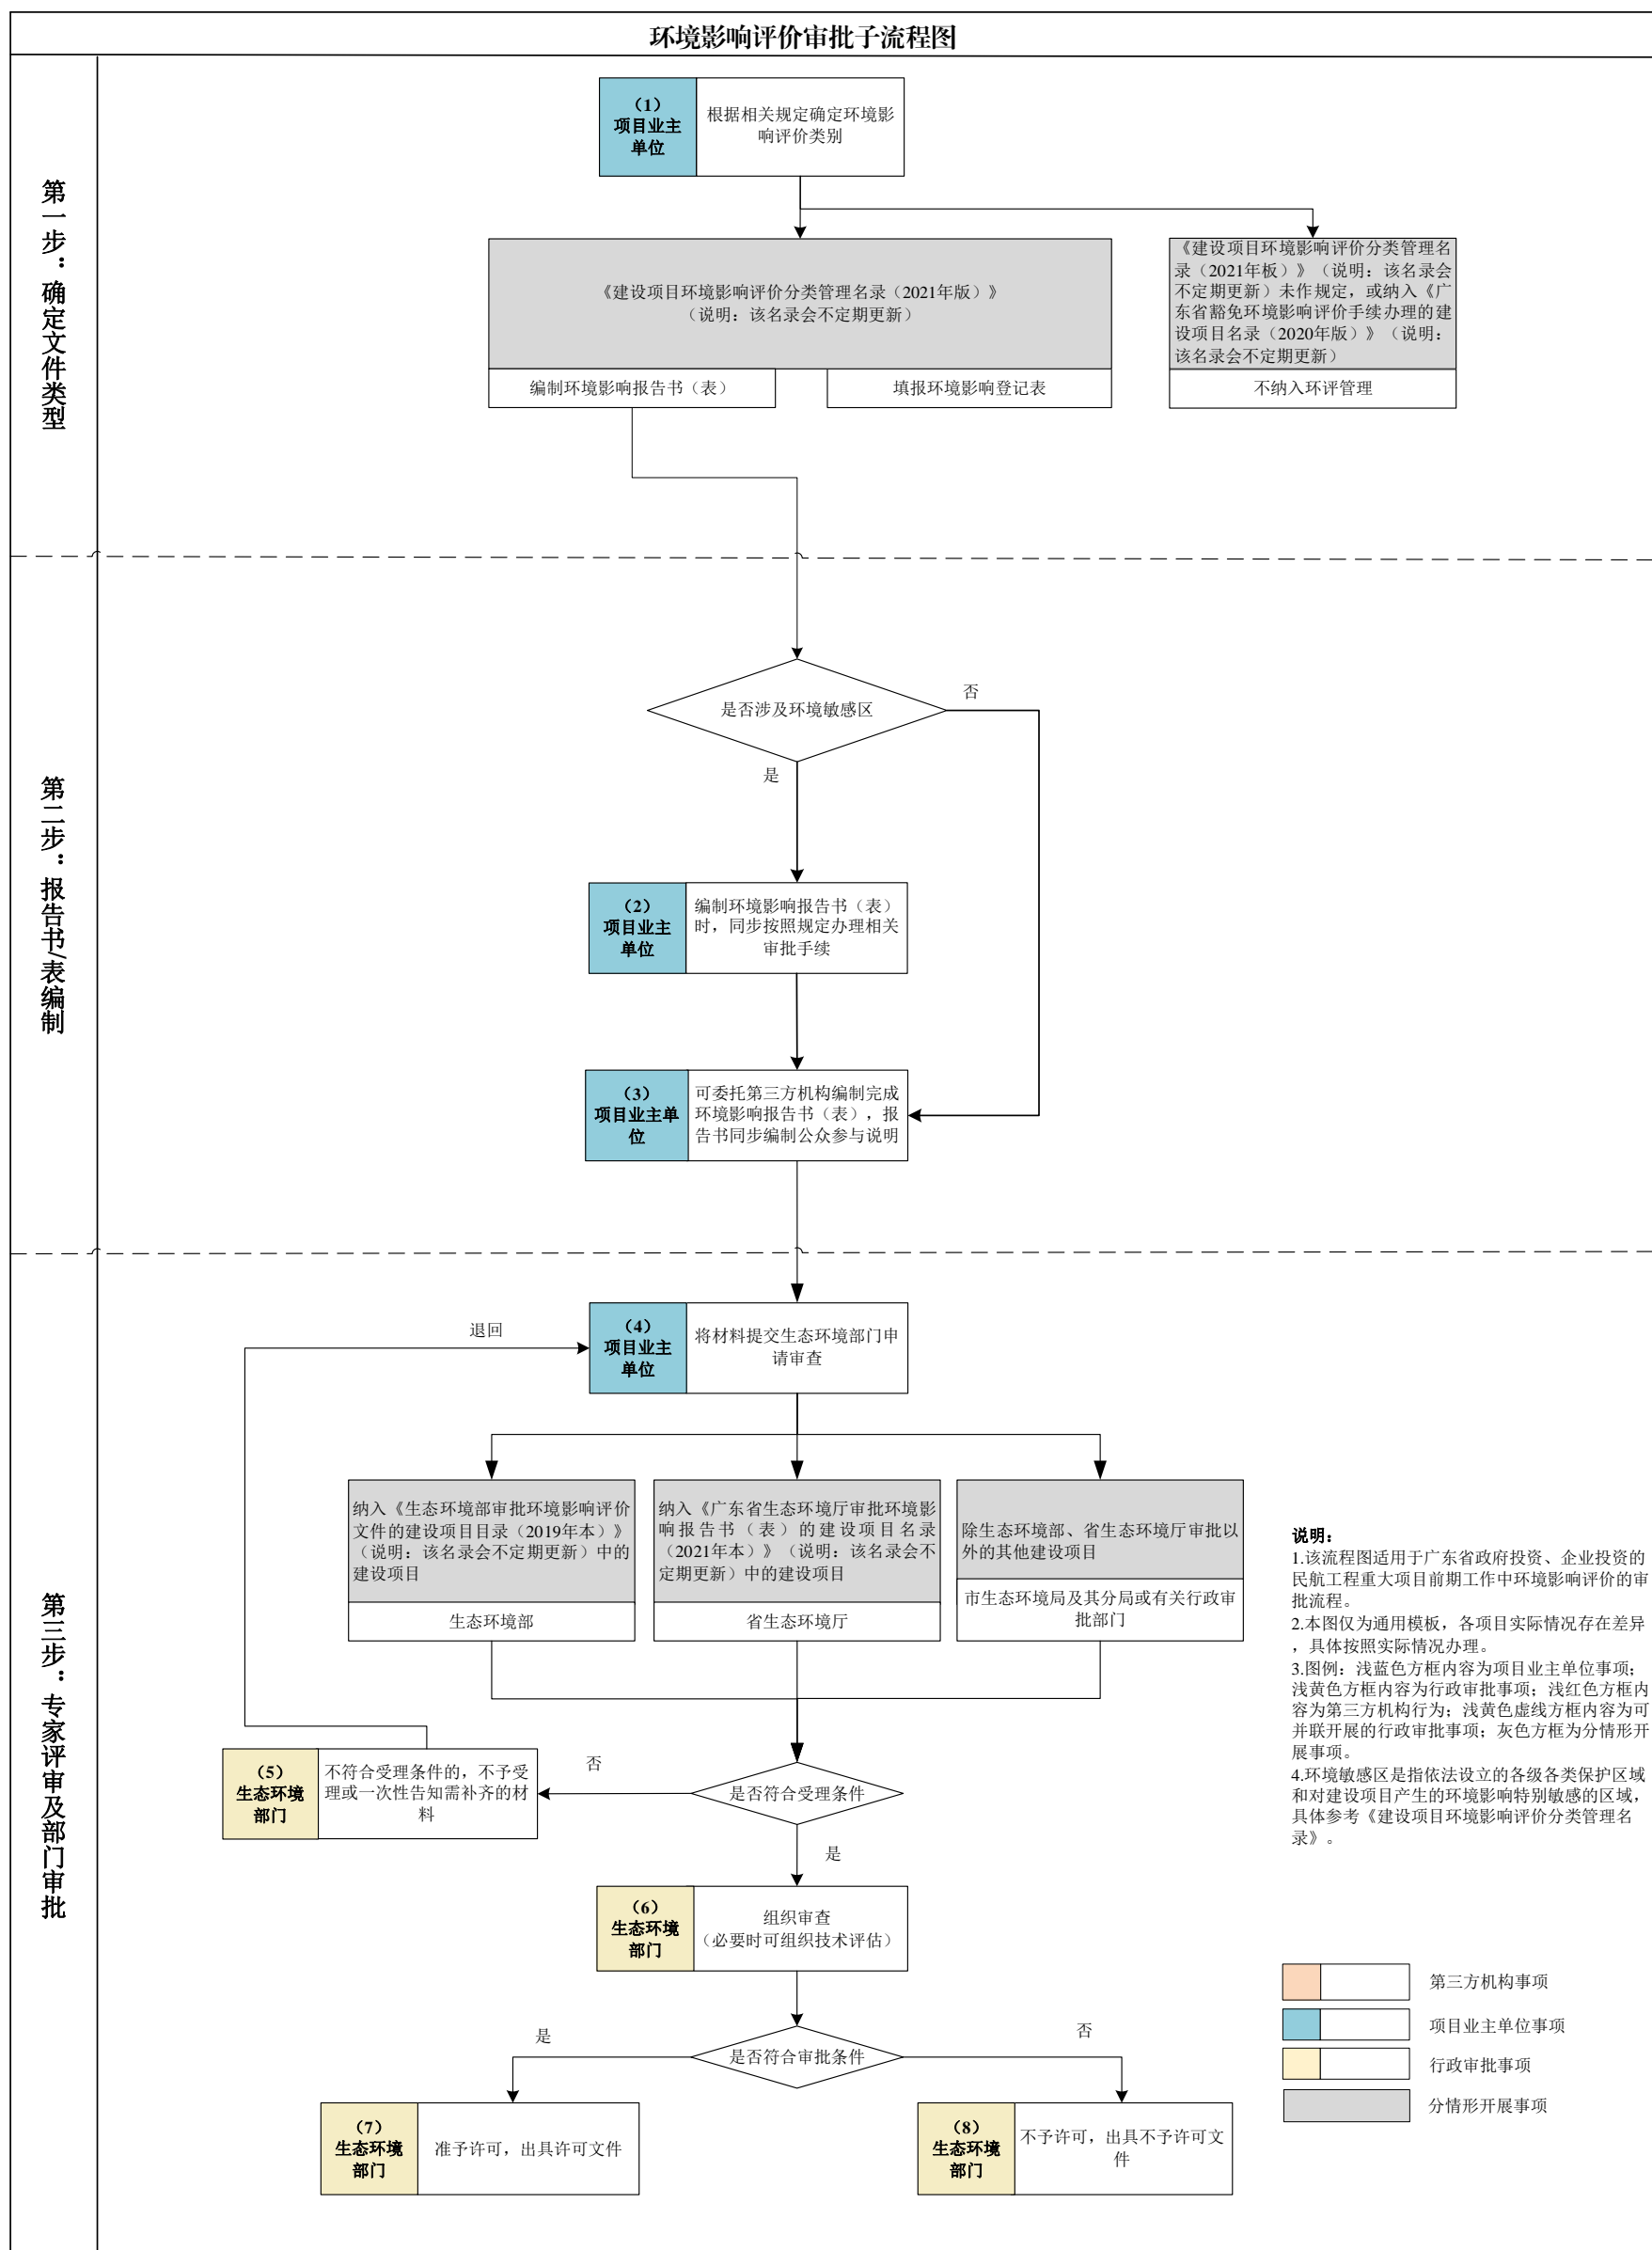 环境影响评价审批子流程图
第一步：确定文件类型
（1）
项目业主
单位
根据相关规定确定环境影
响评价类别
《建设项目环境影响评价分类管理名录（2021年版）》
（说明：该名录会不定期更新）
编制环境影响报告书（表）
填报环境影响登记表
《建设项目环境影响评价分类管理名
录（2021年板）》（说明：该名录会
不定期更新）未作规定，或纳入《广
东省豁免环境影响评价手续办理的建
设项目名录（2020年版）》（说明：
该名录会不定期更新）
不纳入环评管理
第二步：报告书/表编制
是否涉及环境敏感区
否
是
（2）
项目业主
单位
编制环境影响报告书（表）
时，同步按照规定办理相关
审批手续
（3）
项目业主单
位
可委托第三方机构编制完成
环境影响报告书（表），报
告书同步编制公众参与说明
第三步：专家评审及部门审批
退回
（4）
项目业主
单位
将材料提交生态环境部门申
请审查
纳入《生态环境部审批环境影响评价
文件的建设项目目录（2019年本）》
（说明：该名录会不定期更新）中的
建设项目
生态环境部
纳入《广东省生态环境厅审批环境影
响报告书（表）的建设项目名录
（2021年本）》（说明：该名录会不
定期更新）中的建设项目
省生态环境厅
除生态环境部、省生态环境厅审批以
外的其他建设项目
市生态环境局及其分局或有关行政审
批部门
（5）
生态环境
部门
不符合受理条件的，不予受
理或一次性告知需补齐的材
料
否
是否符合受理条件
是
（6）
生态环境
部门
组织审查
（必要时可组织技术评估）
是
是否符合审批条件
否
（7）
生态环境
部门
准予许可，出具许可文件
（8）
生态环境
部门
不予许可，出具不予许可文
件
说明：
1.该流程图适用于广东省政府投资、企业投资的
民航工程重大项目前期工作中环境影响评价的审
批流程。
2.本图仅为通用模板，各项目实际情况存在差异
，具体按照实际情况办理。
3.图例：浅蓝色方框内容为项目业主单位事项；
浅黄色方框内容为行政审批事项；浅红色方框内
容为第三方机构行为；浅黄色虚线方框内容为可
并联开展的行政审批事项；灰色方框为分情形开
展事项。
4.环境敏感区是指依法设立的各级各类保护区域
和对建设项目产生的环境影响特别敏感的区域，
具体参考《建设项目环境影响评价分类管理名
录》。
第三方机构事项
项目业主单位事项
行政审批事项
分情形开展事项